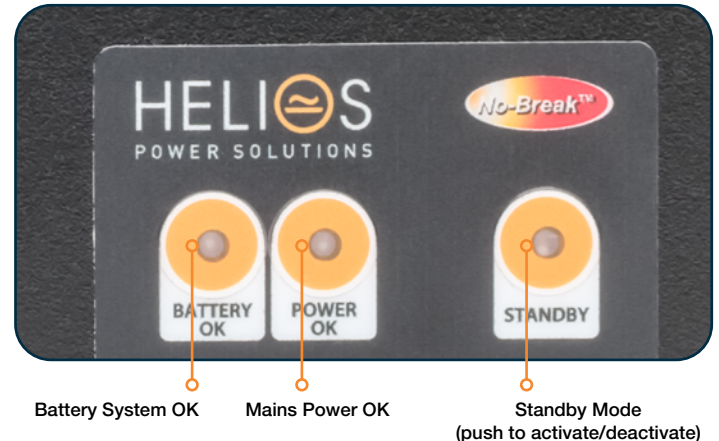 HELIOS
No-Break™
POWER SOLUTIONS
BATTERY
OK
POWER
OK
STANDBY
Battery System OK
Mains Power OK
Standby Mode
(push to activate/deactivate)